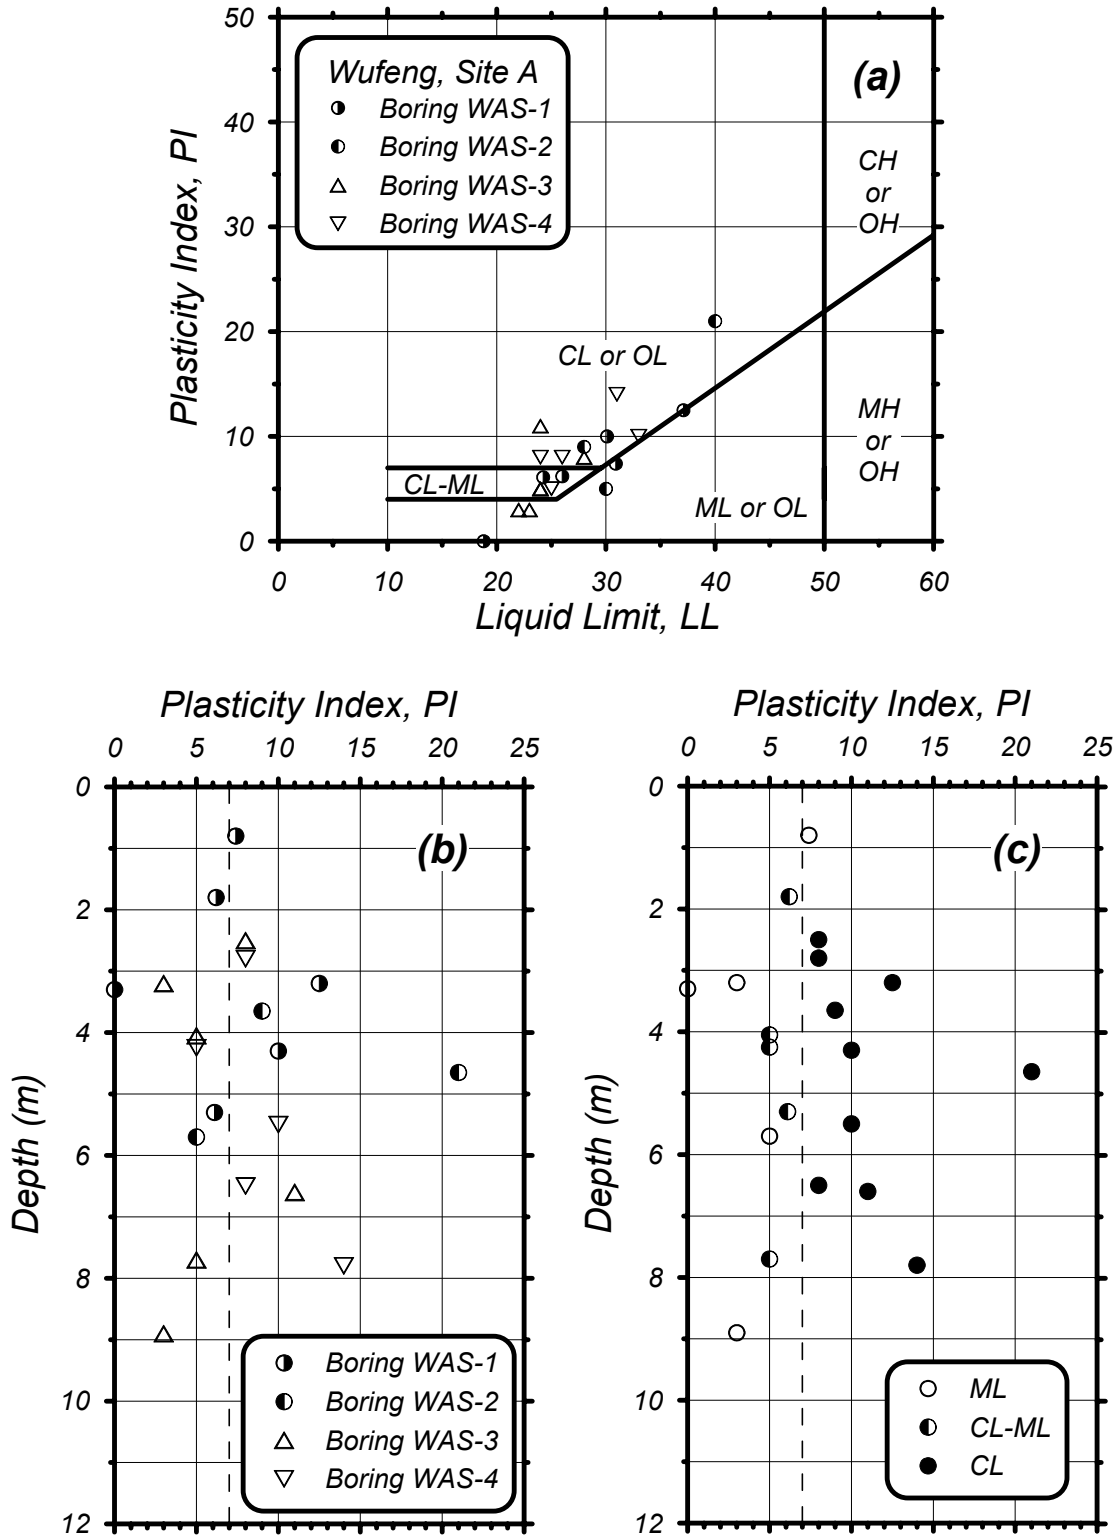 50
40
30
20
10
0
Plasticity Index, PI
Wufeng, Site A
Boring WAS-1
Boring WAS-2
Boring WAS-3
Boring WAS-4
(a)
CH
or
OH
CL or OL
MH
or
OH
CL-ML
ML or OL
0 10 20 30 40 50 60
Liquid Limit, LL
Plasticity Index, PI
0 5 10 15 20 25
0
2
4
6
8
10
12
Depth (m)
(b)
Boring WAS-1
Boring WAS-2
Boring WAS-3
Boring WAS-4
Plasticity Index, PI
0 5 10 15 20 25
0
2
4
6
8
10
12
Depth (m)
(c)
ML
CL-ML
CL